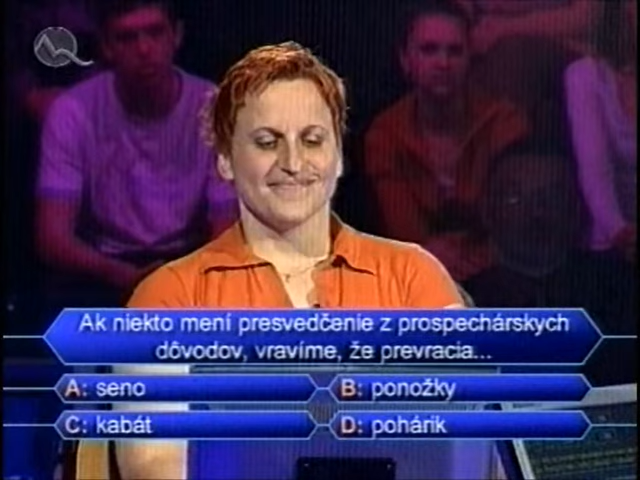 Ak niekto mení presvedčenie z prospechárskych
dôvodov, vravíme, že prevracia...
A: seno
B: ponožky
C: kabát
D: pohárik